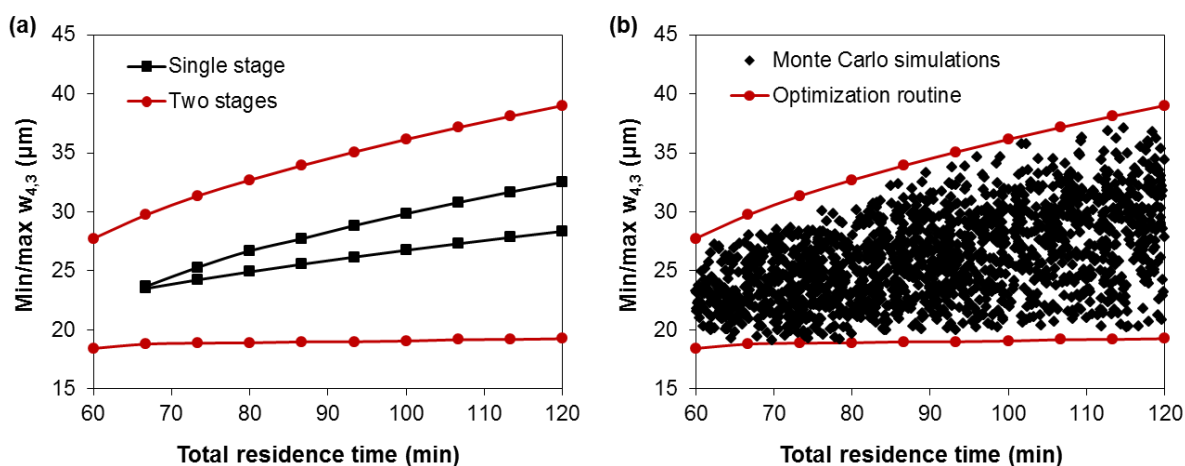 (a)
Min/max w4,3 (µm)
45
40
35
30
25
20
15
Single stage
Two stages
60 70 80 90 100 110 120
Total residence time (min)
(b)
Min/max w4,3 (µm)
45
40
35
30
25
20
15
Monte Carlo simulations
Optimization routine
60 70 80 90 100 110 120
Total residence time (min)